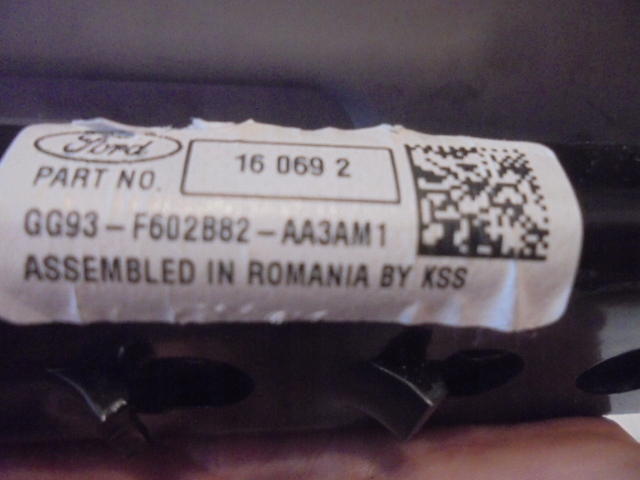 Ford
16 069 2
PART NO.
GG93-F602B82-AA3AM1
ASSEMBLED IN ROMANIA BY KSS